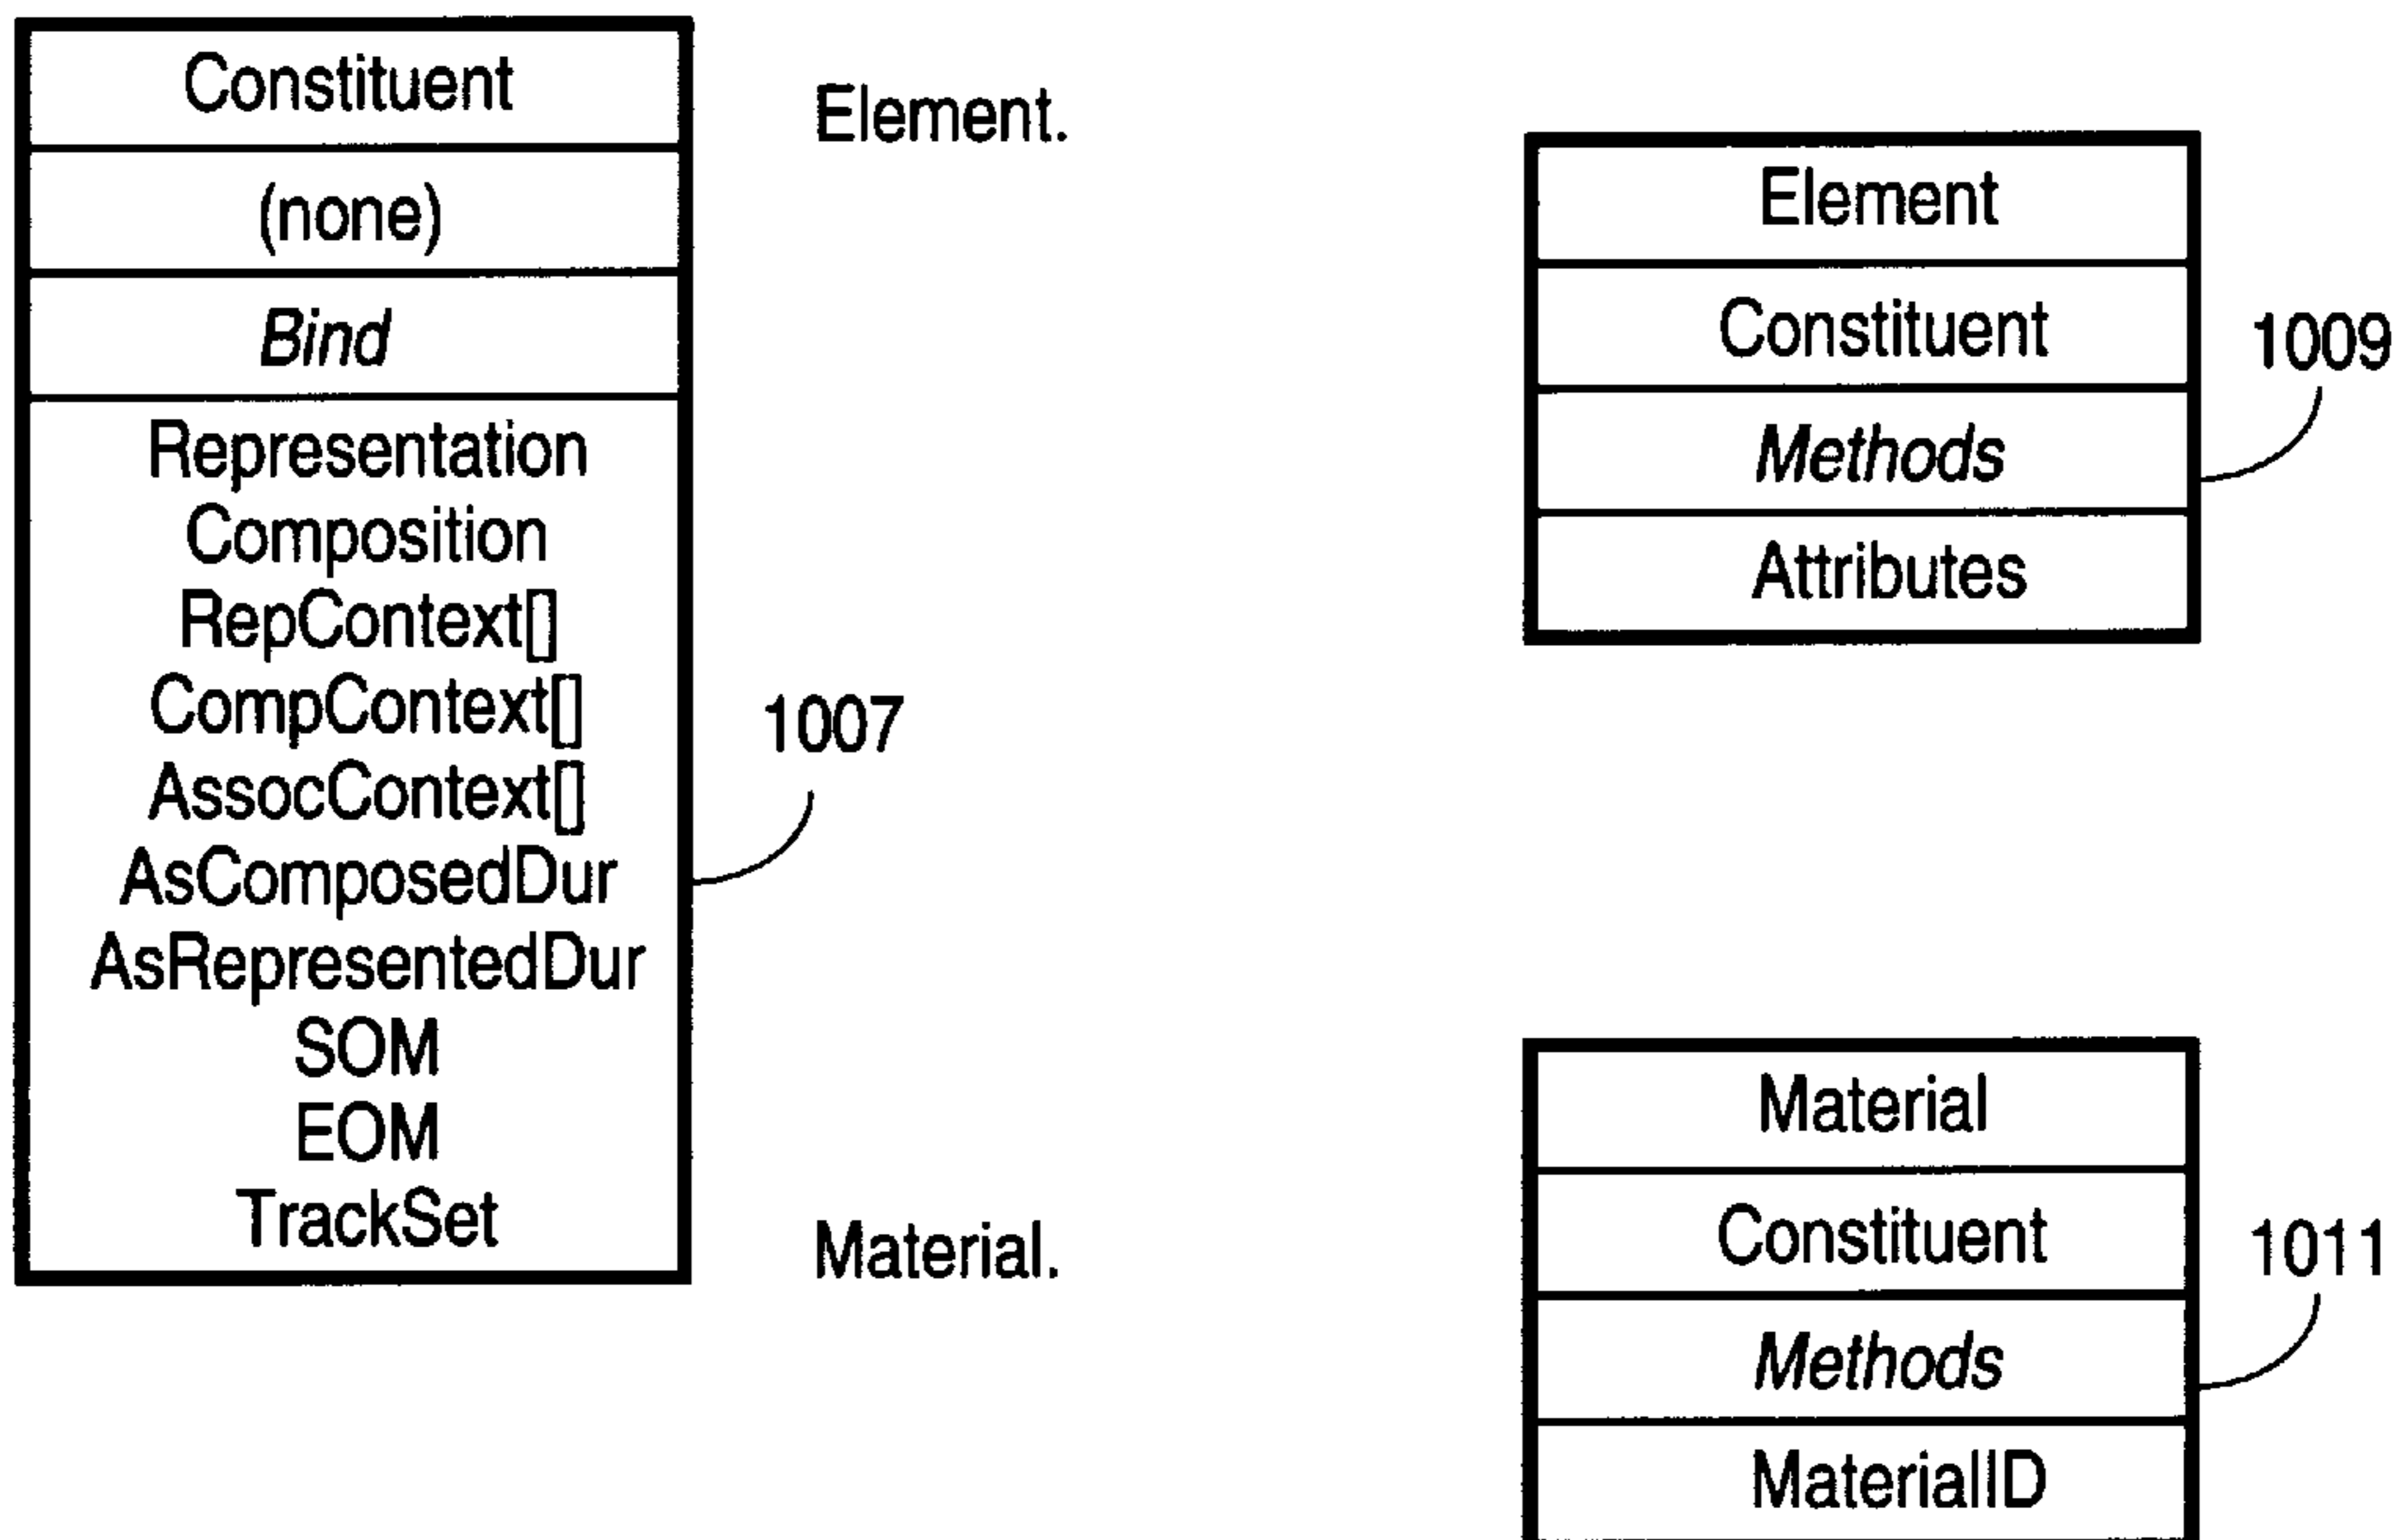 Constituent
(none)
Bind
Representation
Composition
RepContext[]
CompContext[]
AssocContext[]
AsComposedDur
AsRepresentedDur
SOM
EOM
TrackSet
1007
Element.
Element
Constituent
Methods
Attributes
1009
Material.
Material
Constituent
Methods
MaterialID
1011